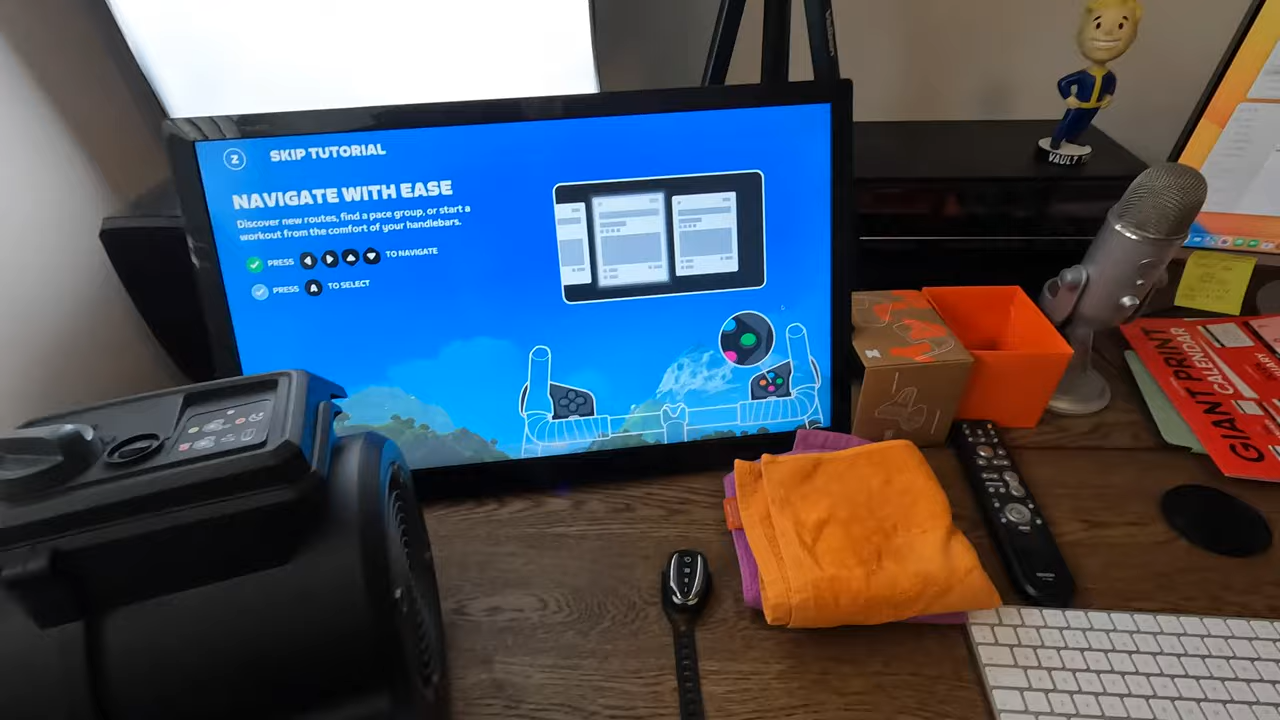 Z SKIP TUTORIAL
NAVIGATE WITH EASE
Discover new routes, find a pace group, or start a
workout from the comfort of your handlebars.
PRESS TO NAVIGATE
PRESS A TO SELECT
VAULT
GIANT PRINT
CALENDAR